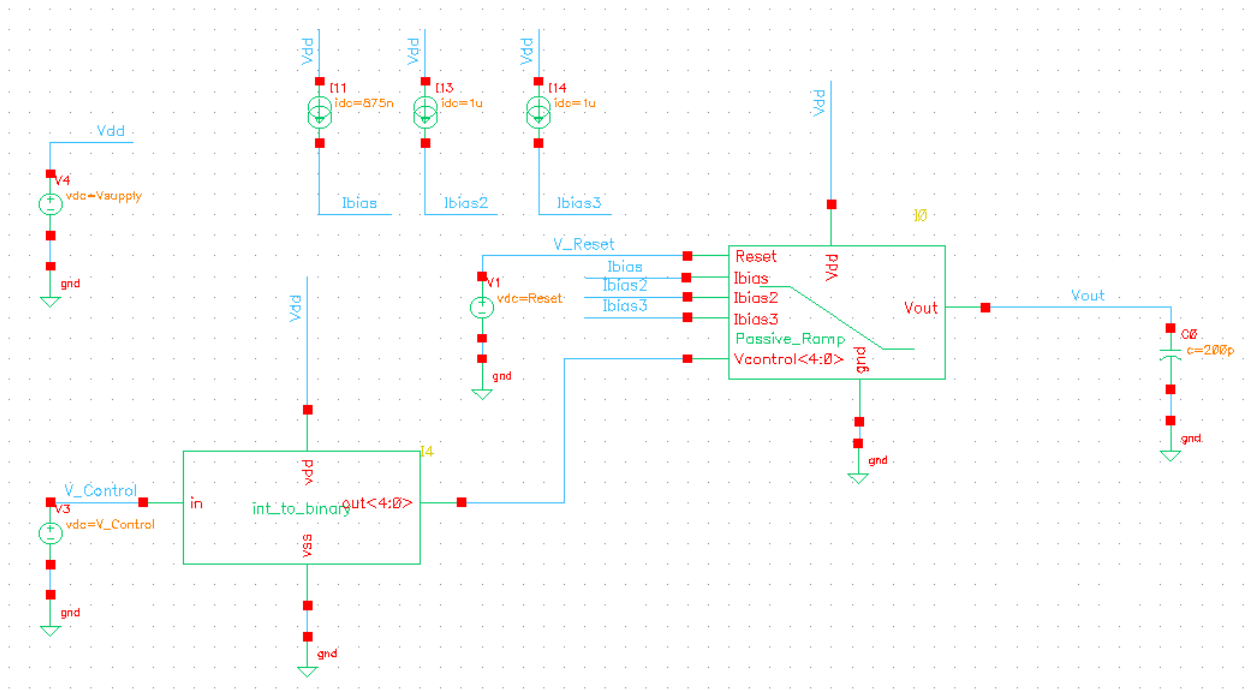 Vdd
Vdd
Vdd
I11
idc=875n
I13
idc=1u
I14
idc=1u
Vdd
Vdd
V4
vdc=Vsupply
gnd
Ibias
Ibias2
Ibias3
I0
V_Reset
V1
vdc=Reset
gnd
Ibias
Ibias2
Ibias3
Reset
Ibias
Ibias2
Ibias3
Passive_Ramp
Vcontrol<4:0>
Vdd
gnd
Vout
gnd
Vout
C0
c=200p
gnd
Vdd
I4
V_Control
V3
vdc=V_Control
gnd
in
vdd
int_to_binary
out<4:0>
vss
gnd